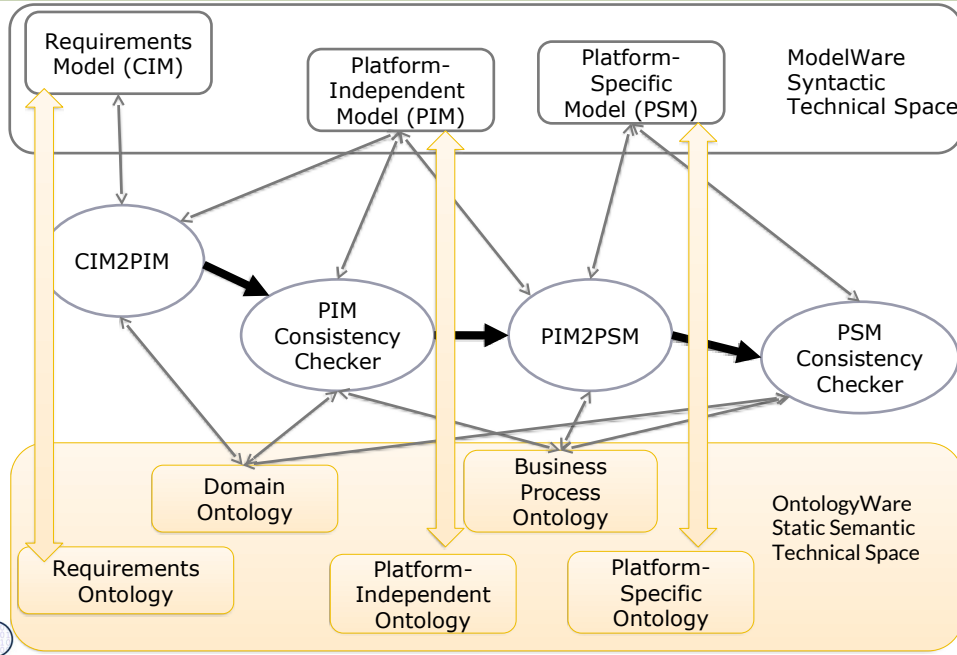 Requirements
Model (CIM)
Platform-
Independent
Model (PIM)
Platform-
Specific
Model (PSM)
ModelWare
Syntactic
Technical Space
CIM2PIM
PIM
Consistency
Checker
PIM2PSM
PSM
Consistency
Checker
Domain
Ontology
Business
Process
Ontology
OntologyWare
Static Semantic
Technical Space
Requirements
Ontology
Platform-
Independent
Ontology
Platform-
Specific
Ontology